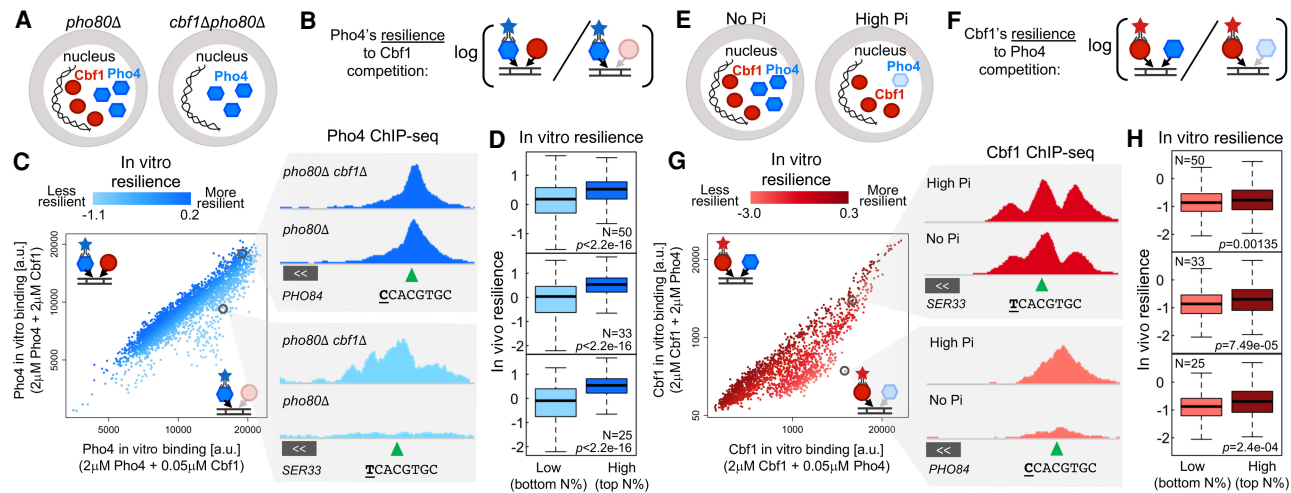 A
pho80Δ
cbf1Δpho80Δ
nucleus
Cbf1 Pho4
nucleus
Pho4
B
Pho4's resilience
to Cbf1
competition:
log
C
In vitro
resilience
Less
resilient
More
resilient
-1.1
0.2
Pho4 in vitro binding [a.u.]
(2μM Pho4 + 2μM Cbf1)
20000
10000
5000
5000
10000
20000
Pho4 in vitro binding [a.u.]
(2μM Pho4 + 0.05μM Cbf1)
Pho4 ChIP-seq
pho80Δ cbf1Δ
pho80Δ
<<
PHO84
CCACGTGC
pho80Δ cbf1Δ
pho80Δ
<<
SER33
TCACGTGC
D
In vitro resilience
In vivo resilience
1
0
-1
N=50
p<2.2e-16
1
0
-1
-2
N=33
p<2.2e-16
1
0
-1
-2
N=25
p<2.2e-16
Low
(bottom N%)
High
(top N%)
E
No Pi
High Pi
nucleus
Cbf1 Pho4
nucleus
Pho4
Cbf1
F
Cbf1's resilience
to Pho4
competition:
log
G
In vitro
resilience
Less
resilient
More
resilient
-3.0
0.3
Cbf1 in vitro binding [a.u]
(2μM Cbf1 + 2μM Pho4)
20000
1000
50
1000
20000
Cbf1 in vitro binding [a.u.]
(2μM Cbf1 + 0.05μM Pho4)
Cbf1 ChIP-seq
High Pi
No Pi
<<
SER33
TCACGTGC
High Pi
No Pi
<<
PHO84
CCACGTGC
H
In vitro resilience
In vivo resilience
N=50
0
-1
-2
p=0.00135
N=33
0
-1
-2
p=7.49e-05
N=25
0
-1
-2
p=2.4e-04
Low
(bottom N%)
High
(top N%)